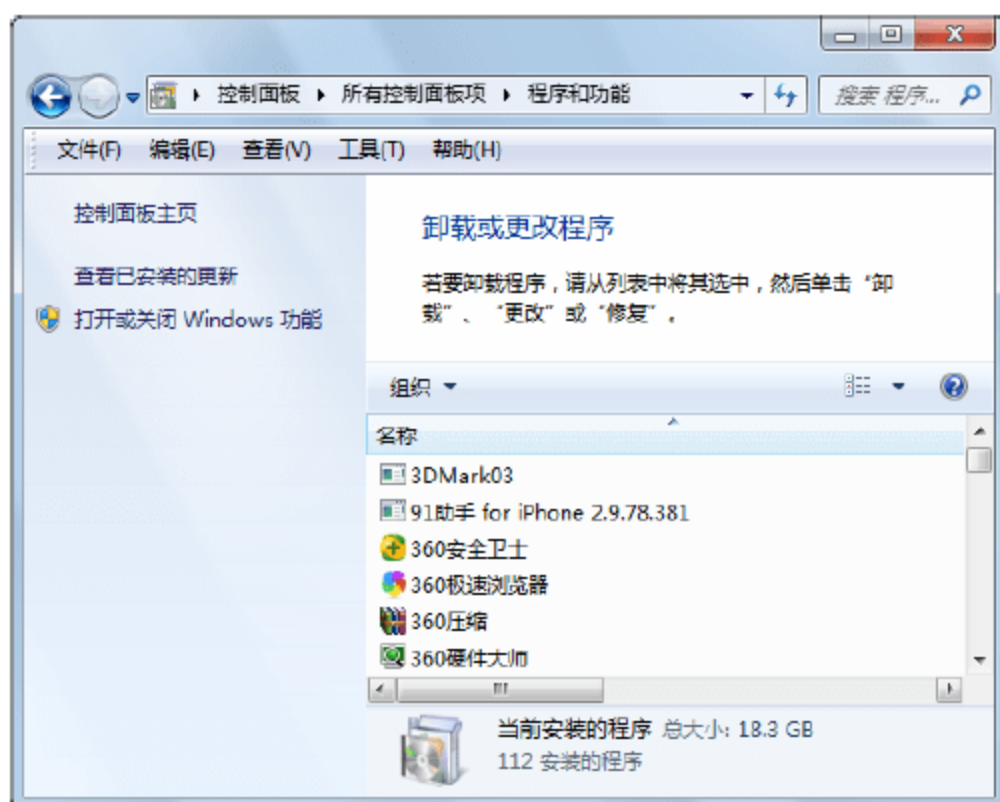 控制面板 所有控制面板项 程序和功能 搜索 程序...
文件(F) 编辑(E) 查看(V) 工具(T) 帮助(H)
控制面板主页
查看已安装的更新
打开或关闭 Windows 功能
卸载或更改程序
若要卸载程序，请从列表中将其选中，然后单击“卸
载”、“更改”或“修复”。
组织
名称
3DMark03
91助手 for iPhone 2.9.78.381
360安全卫士
360极速浏览器
360压缩
360硬件大师
当前安装的程序 总大小: 18.3 GB
112 安装的程序